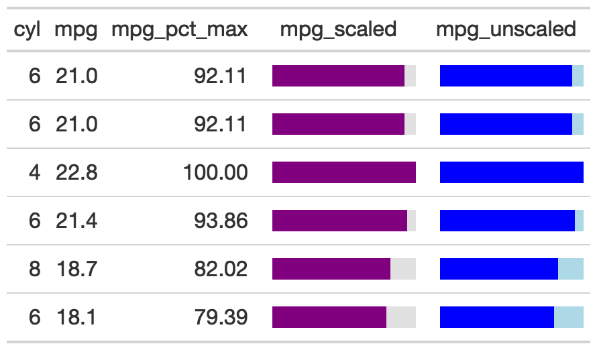 cyl mpg mpg_pct_max mpg_scaled mpg_unscaled
6 21.0 92.11
6 21.0 92.11
4 22.8 100.00
6 21.4 93.86
8 18.7 82.02
6 18.1 79.39